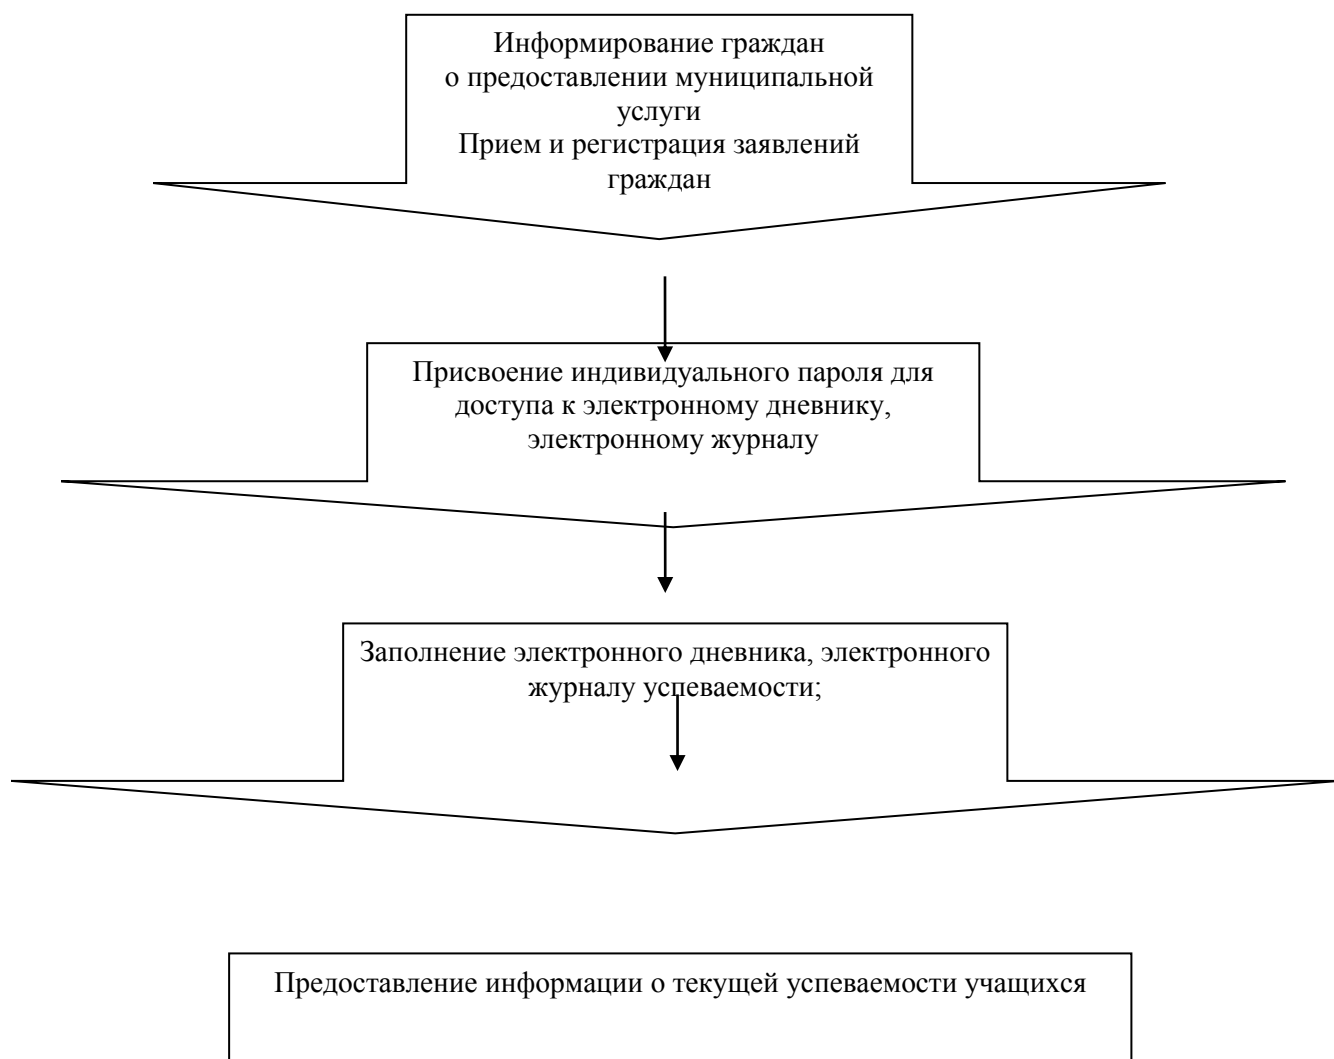 Информирование граждан
о предоставлении муниципальной
услуги
Прием и регистрация заявлений
граждан
Присвоение индивидуального пароля для
доступа к электронному дневнику,
электронному журналу
Заполнение электронного дневника, электронного
журналу успеваемости;
Предоставление информации о текущей успеваемости учащихся